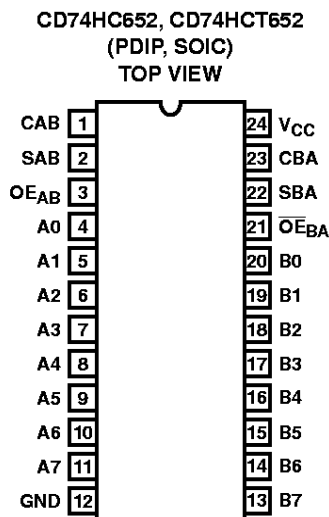 CD74HC652, CD74HCT652
(PDIP, SOIC)
TOP VIEW
CAB 1 24 VCC
SAB 2 23 CBA
OEAB 3 22 SBA
A0 4 21 O̅E̅BA
A1 5 20 B0
A2 6 19 B1
A3 7 18 B2
A4 8 17 B3
A5 9 16 B4
A6 10 15 B5
A7 11 14 B6
GND 12 13 B7